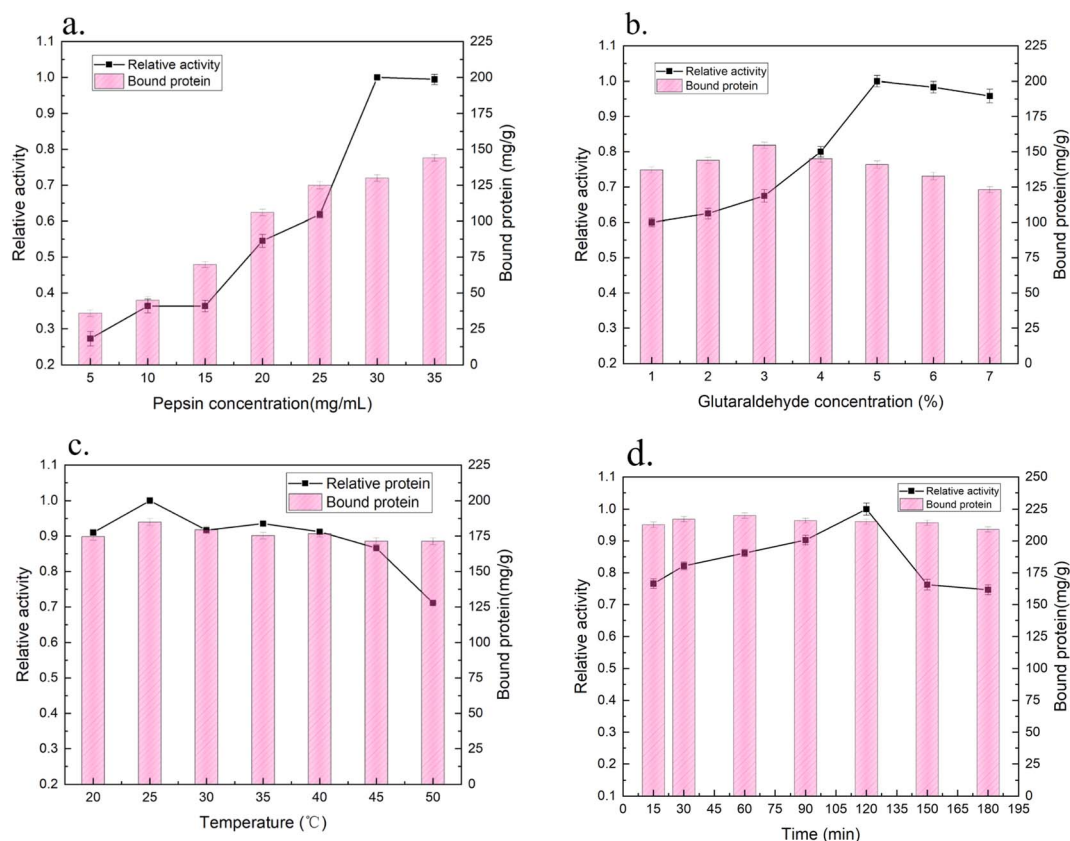 a.
Relative activity
Bound protein
1.1
1.0
0.9
0.8
0.7
0.6
0.5
0.4
0.3
0.2
225
200
175
150
125
100
75
50
25
0
Relative activity
Bound protein (mg/g)
5 10 15 20 25 30 35
Pepsin concentration(mg/mL)
b.
Relative activity
Bound protein
1.1
1.0
0.9
0.8
0.7
0.6
0.5
0.4
0.3
0.2
225
200
175
150
125
100
75
50
25
0
Relative activity
Bound protein (mg/g)
1 2 3 4 5 6 7
Glutaraldehyde concentration (%)
c.
Relative protein
Bound protein
1.1
1.0
0.9
0.8
0.7
0.6
0.5
0.4
0.3
0.2
225
200
175
150
125
100
75
50
25
0
Relative activity
Bound protein(mg/g)
20 25 30 35 40 45 50
Temperature (℃)
d.
Relative activity
Bound protein
1.1
1.0
0.9
0.8
0.7
0.6
0.5
0.4
0.3
0.2
0.1
250
225
200
175
150
125
100
75
50
25
0
Relative activity
Bound protein(mg/g)
0 15 30 45 60 75 90 105 120 135 150 165 180 195
Time (min)